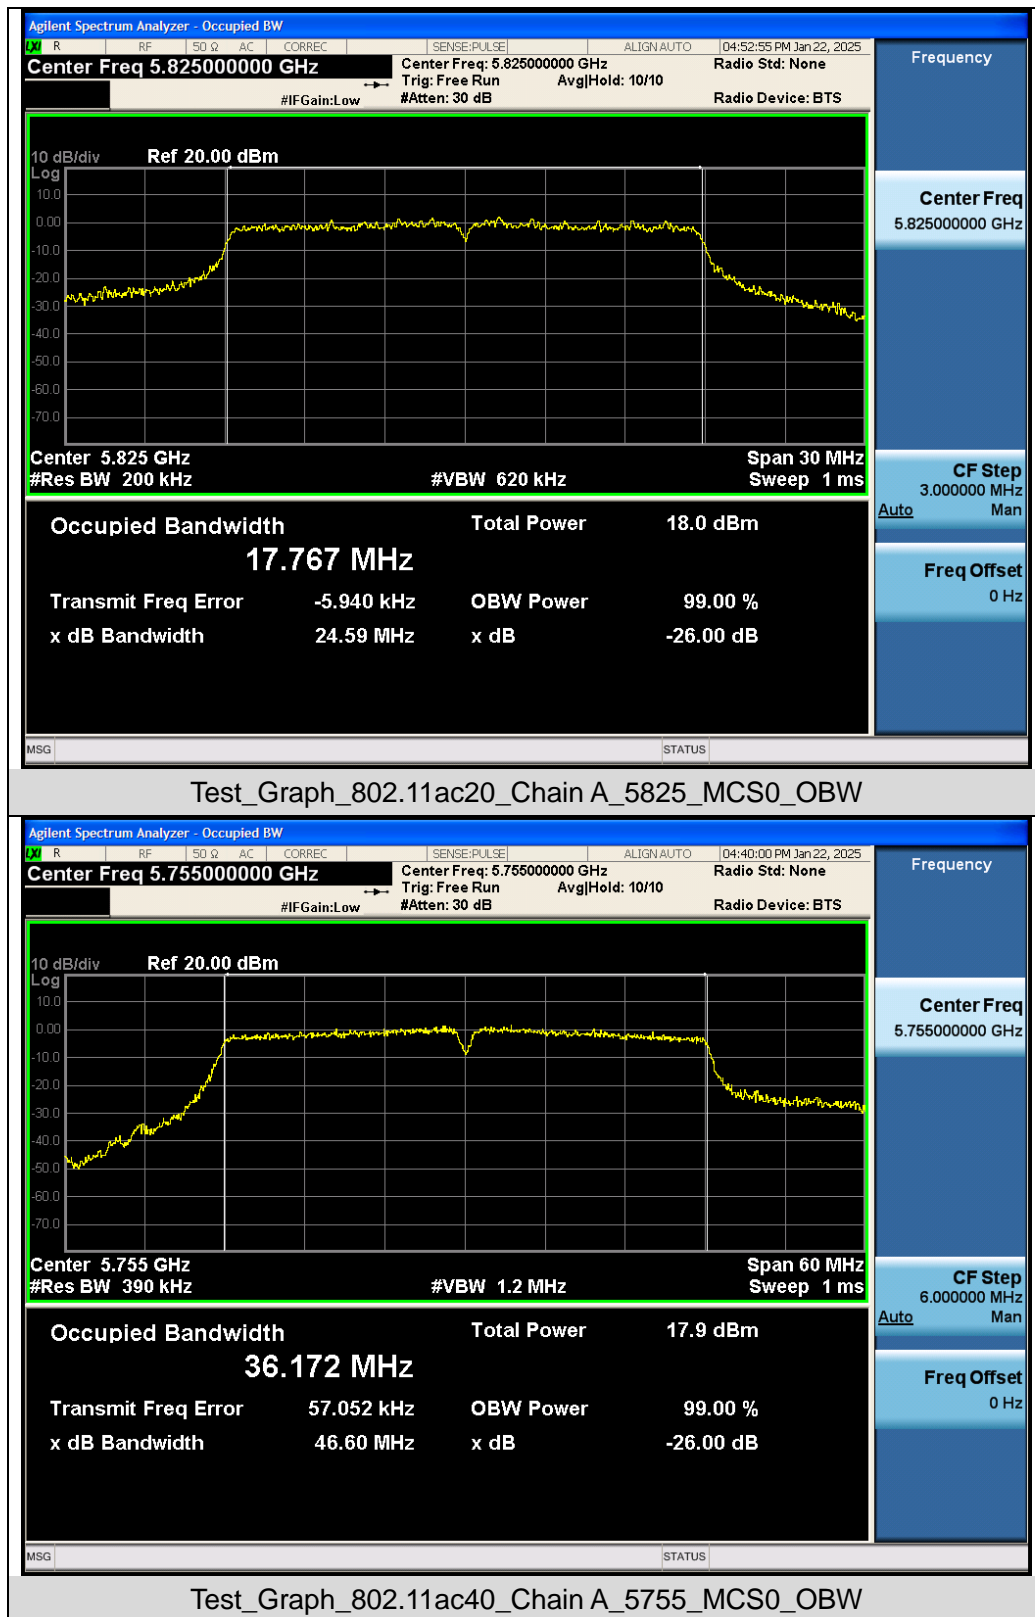 Agilent Spectrum Analyzer - Occupied BW
LXI R RF 50 Ω AC CORREC SENSE:PULSE ALIGN AUTO 04:52:55 PM Jan 22, 2025
Center Freq 5.825000000 GHz Center Freq: 5.825000000 GHz Radio Std: None
Trig: Free Run Avg|Hold: 10/10
#IFGain:Low #Atten: 30 dB Radio Device: BTS
Frequency
10 dB/div Ref 20.00 dBm
Log
10.0
0.00
-10.0
-20.0
-30.0
-40.0
-50.0
-60.0
-70.0
Center 5.825 GHz Span 30 MHz
#Res BW 200 kHz #VBW 620 kHz Sweep 1 ms
Center Freq
5.825000000 GHz
CF Step
3.000000 MHz
Auto Man
Freq Offset
0 Hz
Occupied Bandwidth Total Power 18.0 dBm
17.767 MHz
Transmit Freq Error -5.940 kHz OBW Power 99.00 %
x dB Bandwidth 24.59 MHz x dB -26.00 dB
MSG STATUS
Test_Graph_802.11ac20_Chain A_5825_MCS0_OBW
Agilent Spectrum Analyzer - Occupied BW
LXI R RF 50 Ω AC CORREC SENSE:PULSE ALIGN AUTO 04:40:00 PM Jan 22, 2025
Center Freq 5.755000000 GHz Center Freq: 5.755000000 GHz Radio Std: None
Trig: Free Run Avg|Hold: 10/10
#IFGain:Low #Atten: 30 dB Radio Device: BTS
Frequency
10 dB/div Ref 20.00 dBm
Log
10.0
0.00
-10.0
-20.0
-30.0
-40.0
-50.0
-60.0
-70.0
Center 5.755 GHz Span 60 MHz
#Res BW 390 kHz #VBW 1.2 MHz Sweep 1 ms
Center Freq
5.755000000 GHz
CF Step
6.000000 MHz
Auto Man
Freq Offset
0 Hz
Occupied Bandwidth Total Power 17.9 dBm
36.172 MHz
Transmit Freq Error 57.052 kHz OBW Power 99.00 %
x dB Bandwidth 46.60 MHz x dB -26.00 dB
MSG STATUS
Test_Graph_802.11ac40_Chain A_5755_MCS0_OBW